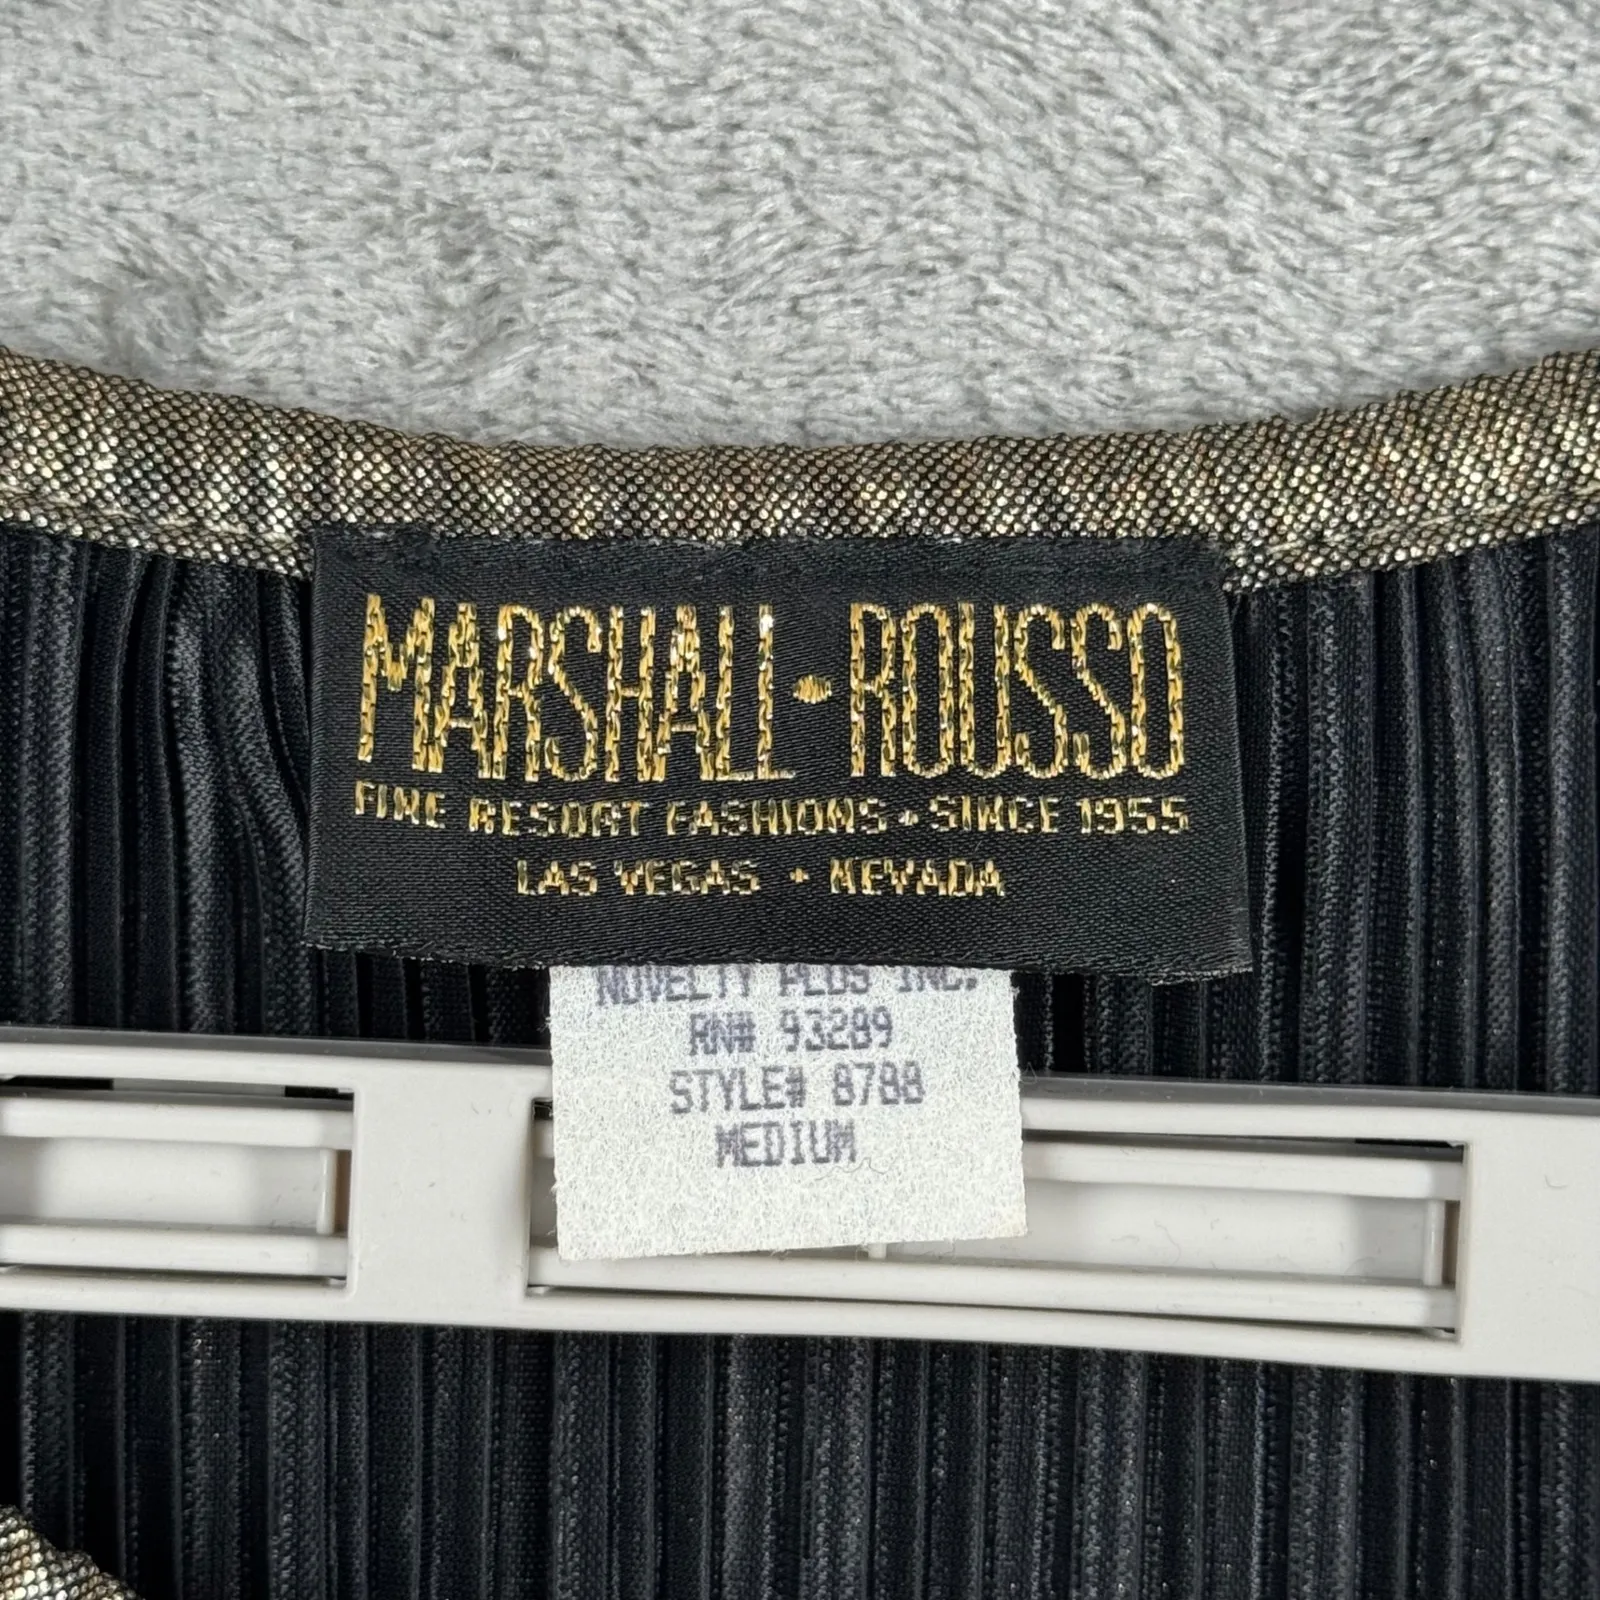 MARSHALL • ROUSSO
FINE RESORT FASHIONS • SINCE 1955
LAS VEGAS • NEVADA
NOVELTY PLUS INC.
RN# 93289
STYLE# 8788
MEDIUM